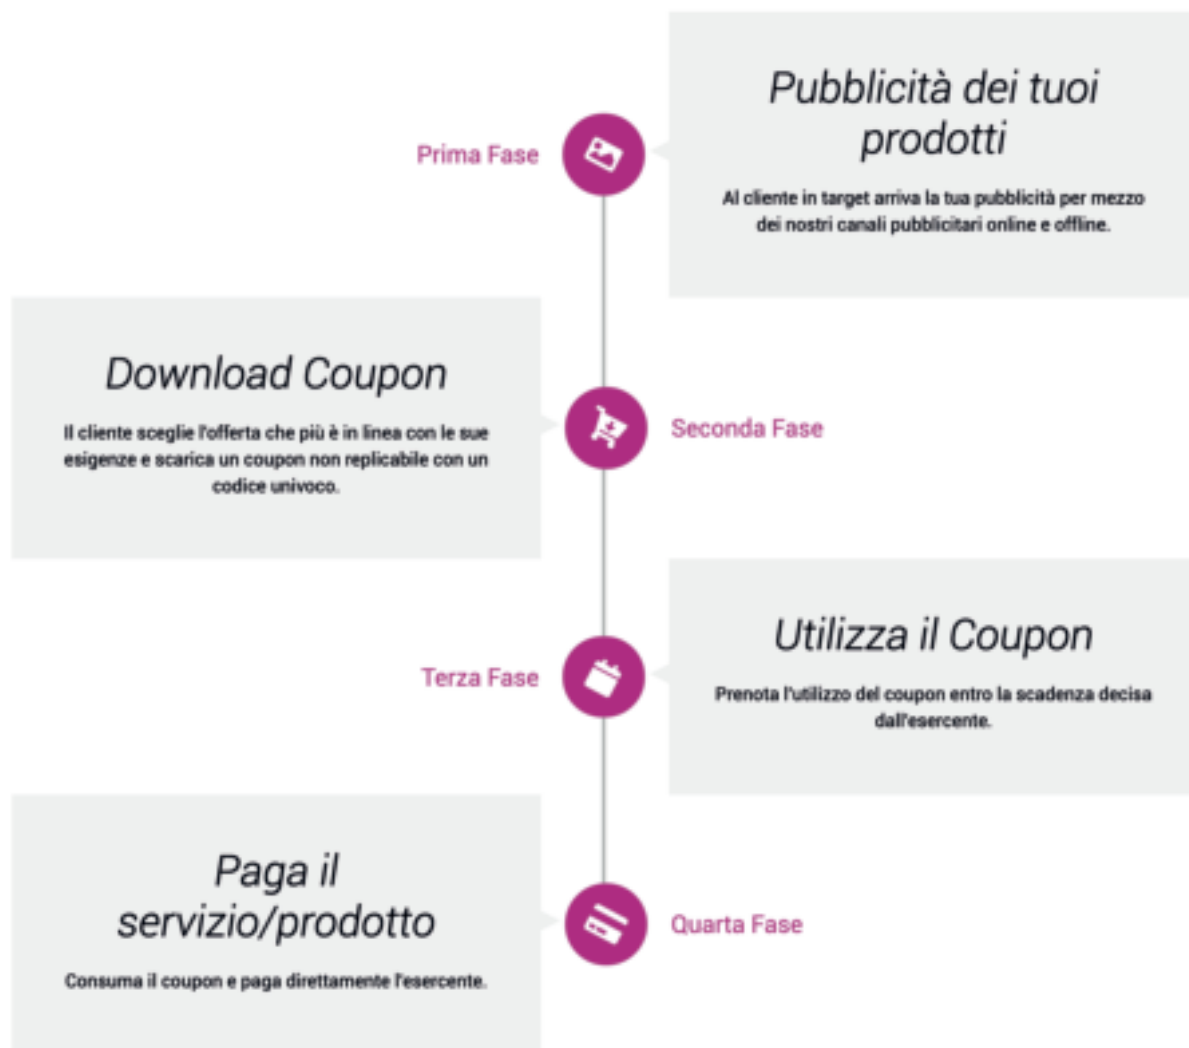 Prima Fase
Pubblicità dei tuoi
prodotti
Al cliente in target arriva la tua pubblicità per mezzo
dei nostri canali pubblicitari online e offline.
Download Coupon
Il cliente sceglie l'offerta che più è in linea con le sue
esigenze e scarica un coupon non replicabile con un
codice univoco.
Seconda Fase
Terza Fase
Utilizza il Coupon
Prenota l'utilizzo del coupon entro la scadenza decisa
dall'esercente.
Paga il
servizio/prodotto
Consuma il coupon e paga direttamente l'esercente.
Quarta Fase